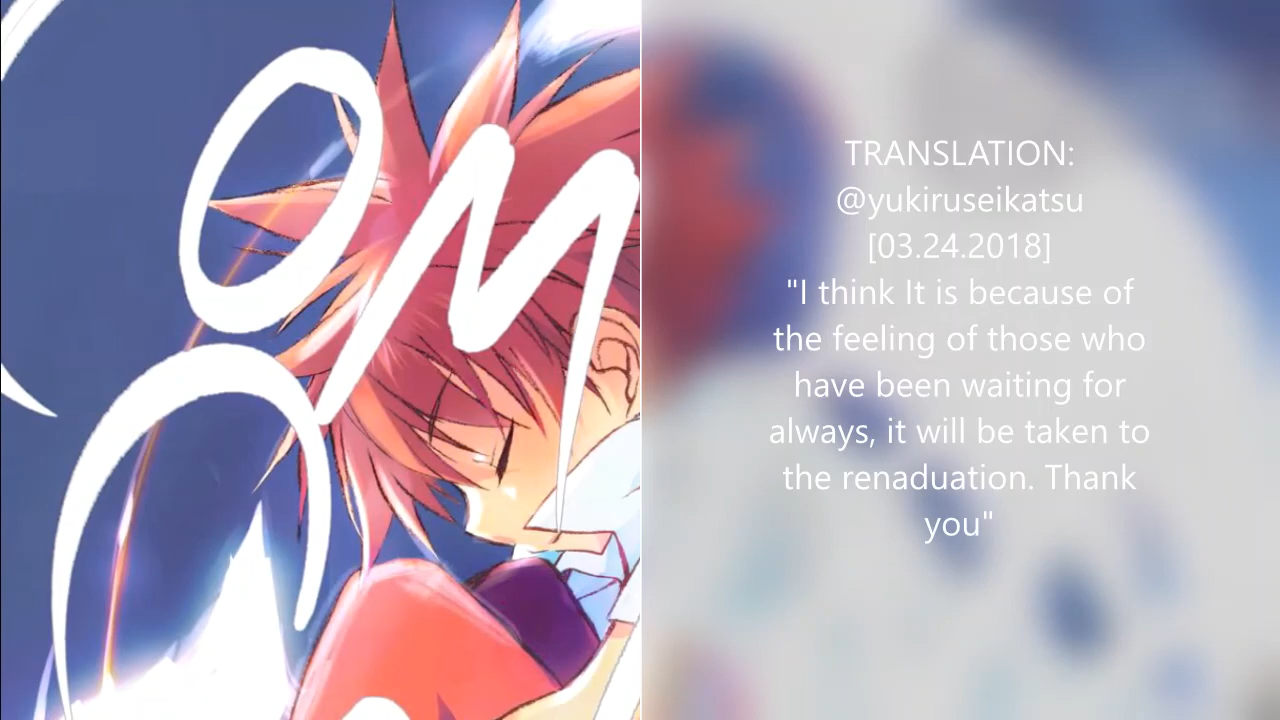 OM
TRANSLATION:
@yukiruseikatsu
[03.24.2018]
"I think It is because of
the feeling of those who
have been waiting for
always, it will be taken to
the renaduation. Thank
you"